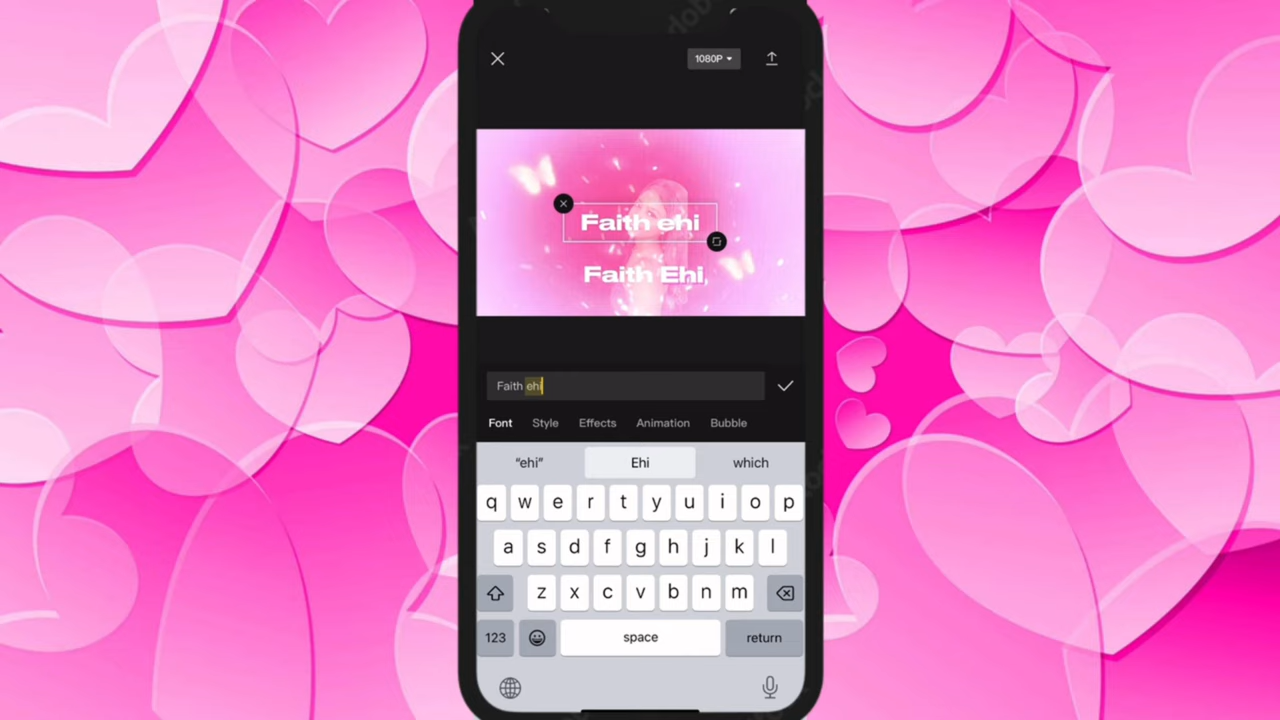 1080P
Faith ehi
Faith Ehi
Faith ehi
Font Style Effects Animation Bubble
“ehi” Ehi which
q w e r t y u i o p
a s d f g h j k l
z x c v b n m
123 space return